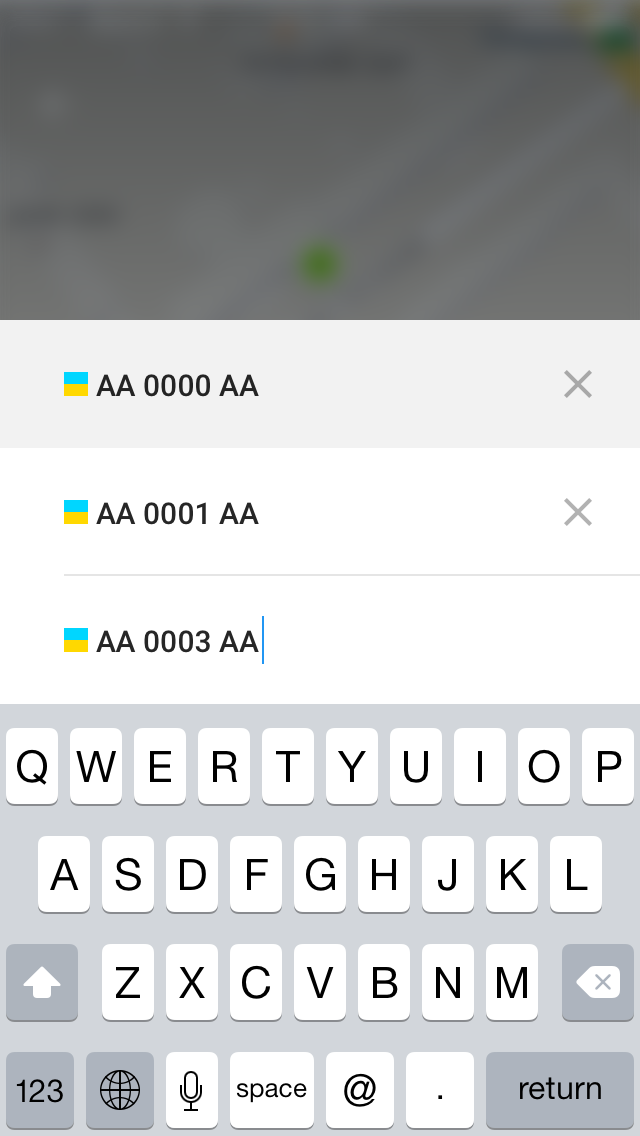 AA 0000 AA
AA 0001 AA
AA 0003 AA
Q W E R T Y U I O P
A S D F G H J K L
Z X C V B N M
123 space @ . return